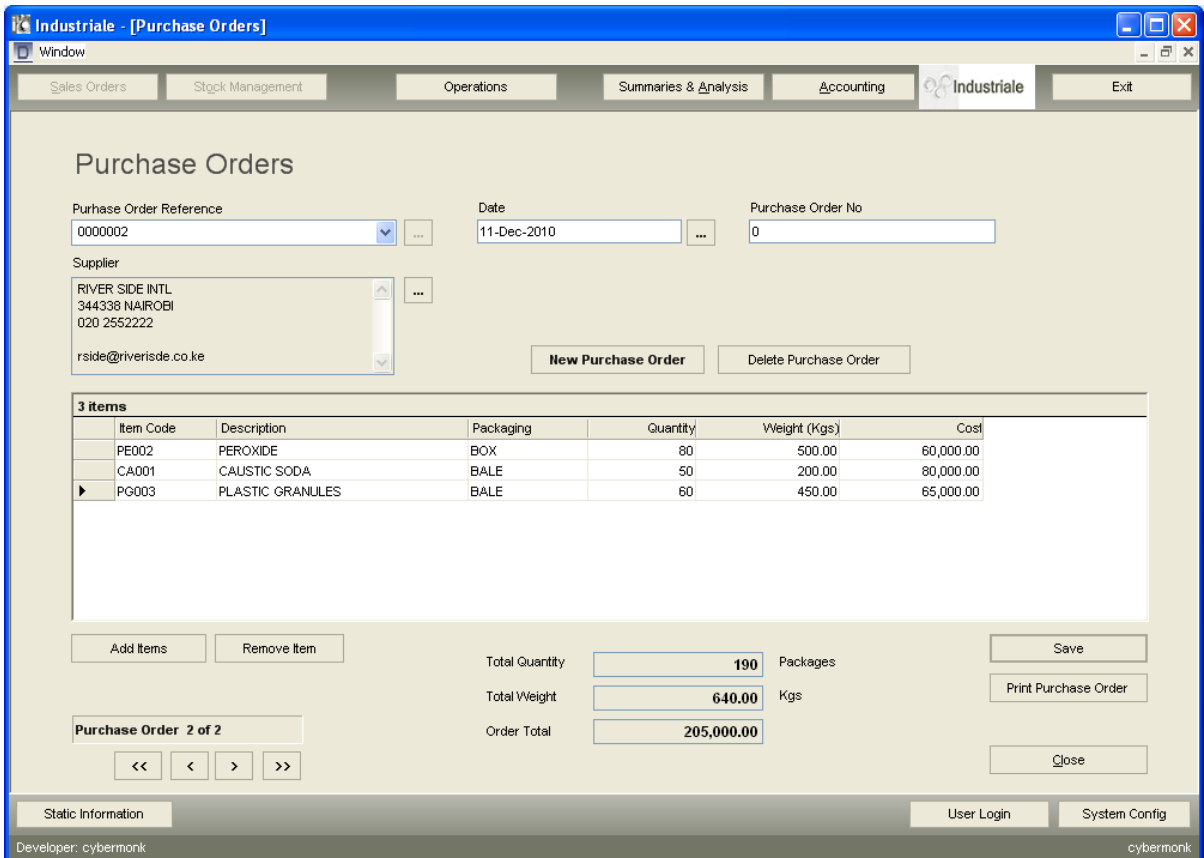 Industriale - [Purchase Orders]
Window
Sales Orders Stock Management Operations Summaries & Analysis Accounting Industriale Exit
Purchase Orders
Purhase Order Reference Date Purchase Order No
0000002 ... 11-Dec-2010 ... 0
Supplier
RIVER SIDE INTL ...
344338 NAIROBI
020 2552222
rside@riverisde.co.ke
New Purchase Order Delete Purchase Order
3 items
Item Code Description Packaging Quantity Weight (Kgs) Cost
PE002 PEROXIDE BOX 80 500.00 60,000.00
CA001 CAUSTIC SODA BALE 50 200.00 80,000.00
PG003 PLASTIC GRANULES BALE 60 450.00 65,000.00
Add Items Remove Item Save
Total Quantity 190 Packages
Print Purchase Order
Total Weight 640.00 Kgs
Purchase Order 2 of 2 Order Total 205,000.00
<< < > >> Close
Static Information User Login System Config
Developer: cybermonk cybermonk